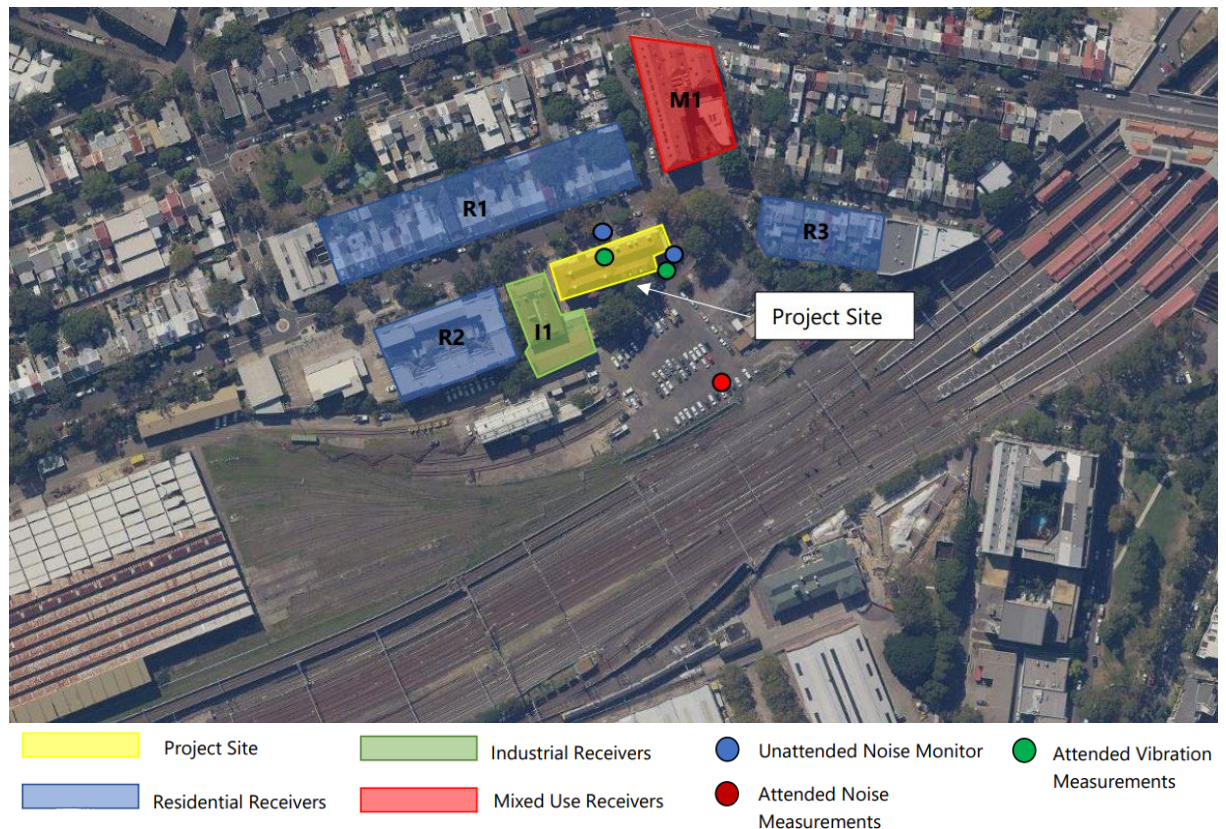 M1
R1
R3
Project Site
R2
I1
Project Site
Industrial Receivers
Unattended Noise Monitor
Attended Vibration
Measurements
Residential Receivers
Mixed Use Receivers
Attended Noise
Measurements